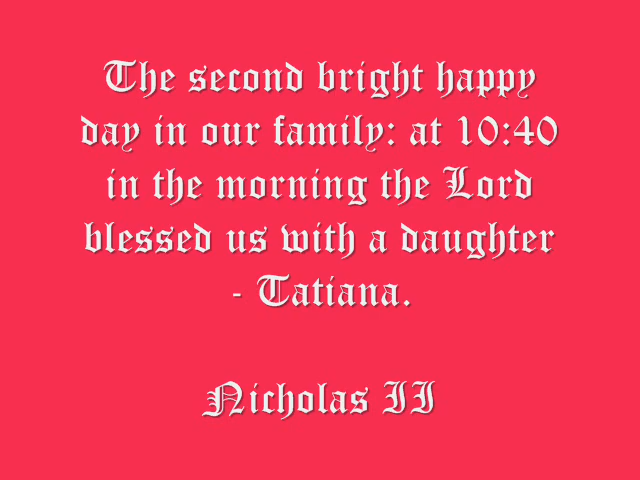 The second bright happy
day in our family: at 10:40
in the morning the Lord
blessed us with a daughter
- Tatiana.
Nicholas II